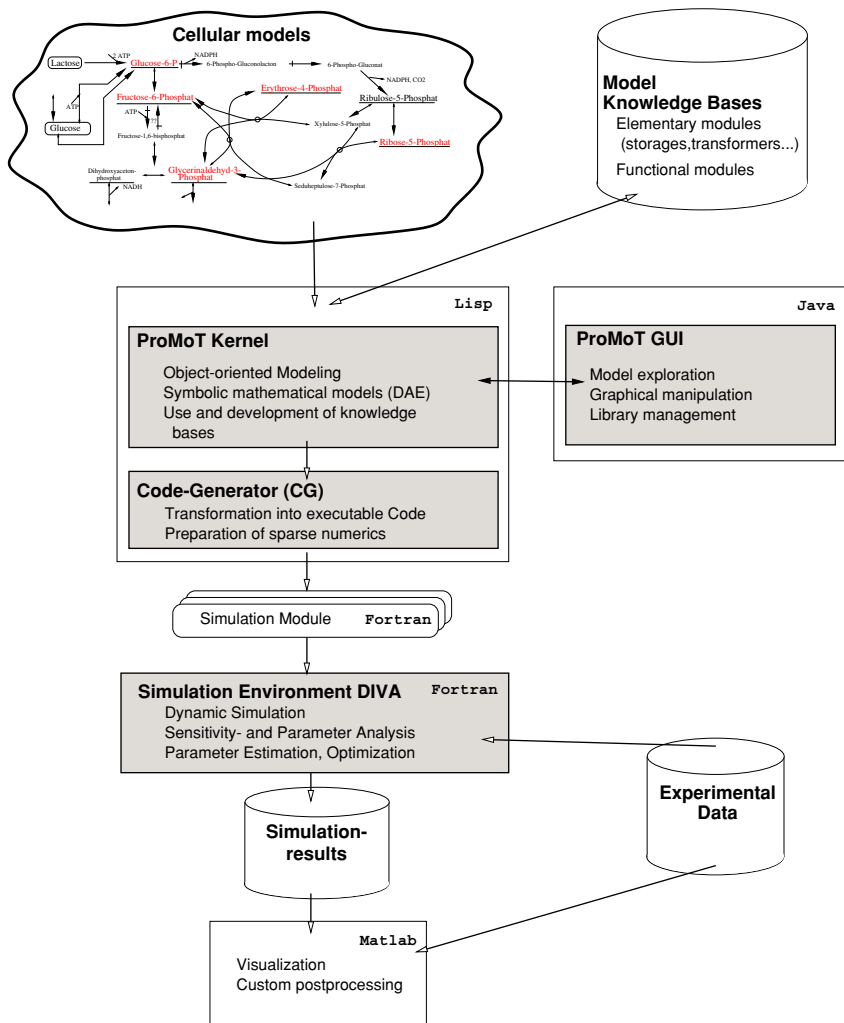 Cellular models
Lactose
2 ATP
Glucose-6-P
NADPH
6-Phospho-Gluconolacton
6-Phospho-Gluconat
NADPH, CO2
ATP
Glucose
Fructose-6-Phosphat
ATP
??
Erythrose-4-Phosphat
Ribulose-5-Phosphat
Xylulose-5-Phosphat
Fructose-1,6-bisphosphat
Ribose-5-Phosphat
Dihydroxyaceton-
phosphat
NADH
Glycerinaldehyd-3-
Phosphat
Seduheptulose-7-Phosphat
Model
Knowledge Bases
Elementary modules
(storages,transformers...)
Functional modules
Lisp
ProMoT Kernel
Object-oriented Modeling
Symbolic mathematical models (DAE)
Use and development of knowledge
bases
Java
ProMoT GUI
Model exploration
Graphical manipulation
Library management
Code-Generator (CG)
Transformation into executable Code
Preparation of sparse numerics
Simulation Module Fortran
Simulation Environment DIVA Fortran
Dynamic Simulation
Sensitivity- and Parameter Analysis
Parameter Estimation, Optimization
Experimental
Data
Simulation-
results
Matlab
Visualization
Custom postprocessing